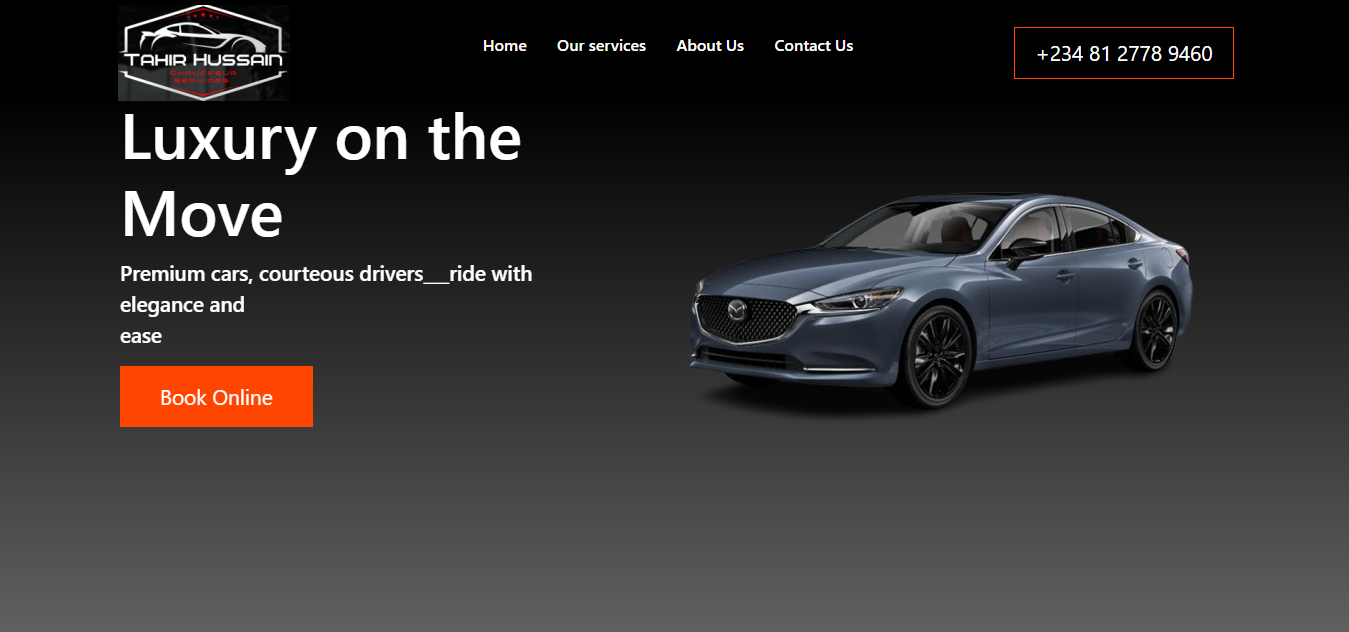 TAHIR HUSSAIN
CHAUFFEUR
SERVICES
Home Our services About Us Contact Us
+234 81 2778 9460
Luxury on the
Move
Premium cars, courteous drivers___ride with
elegance and
ease
Book Online